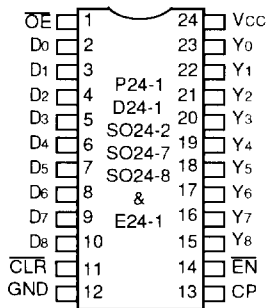 OE 1 24 Vcc
D0 2 23 Y0
D1 3 22 Y1
D2 4 P24-1 21 Y2
D3 5 D24-1 20 Y3
D4 6 SO24-2 19 Y4
D5 7 SO24-7 18 Y5
D6 8 SO24-8 17 Y6
D7 9 & 16 Y7
D8 10 E24-1 15 Y8
CLR 11 14 EN
GND 12 13 CP